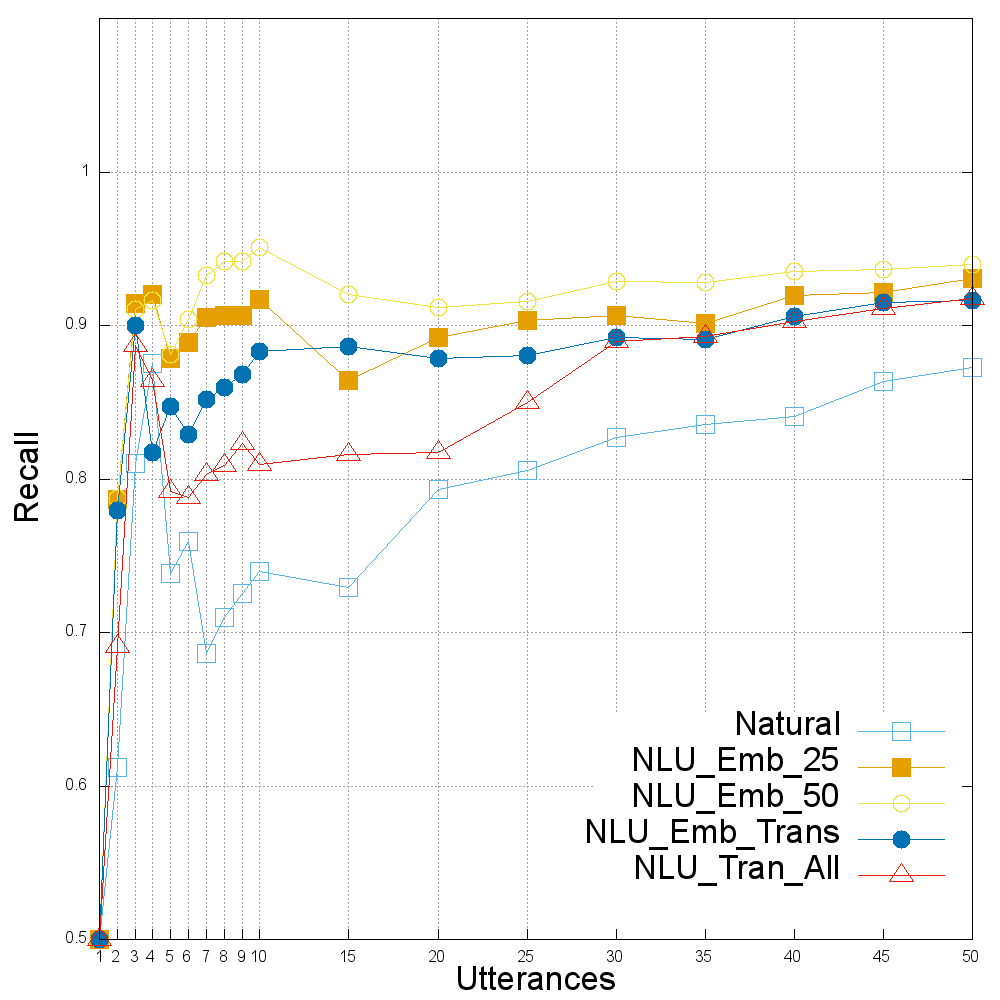 1
0.9
0.8
0.7
0.6
0.5
Recall
Natural
NLU_Emb_25
NLU_Emb_50
NLU_Emb_Trans
NLU_Tran_All
1 2 3 4 5 6 7 8 9 10 15 20 25 30 35 40 45 50
Utterances